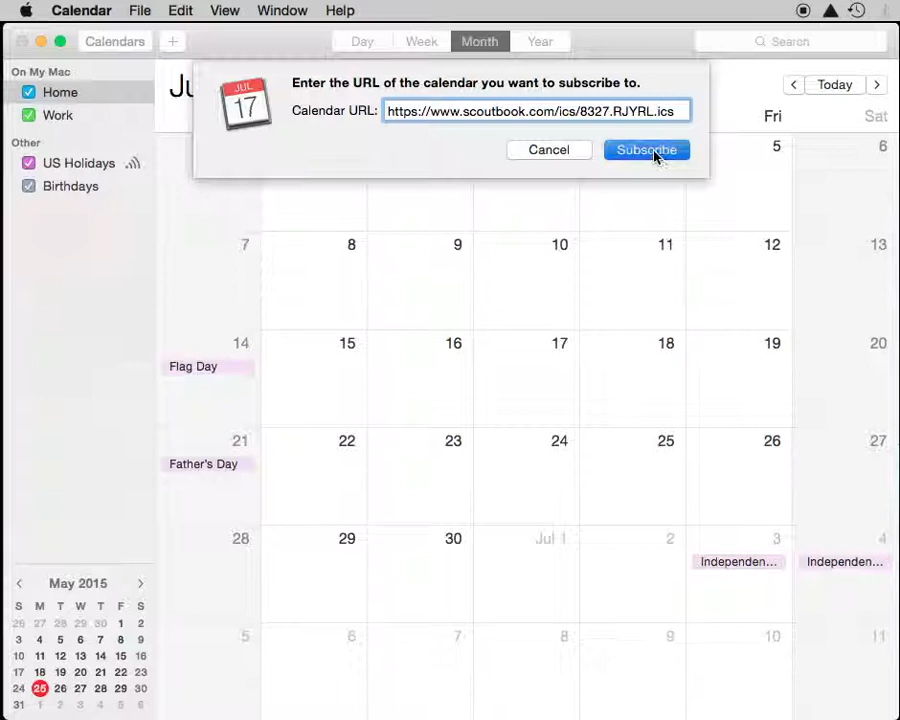 Calendar File Edit View Window Help
Calendars + Day Week Month Year Search
On My Mac
Home
Work
Other
US Holidays
Birthdays
JUL
17
Enter the URL of the calendar you want to subscribe to.
Calendar URL: https://www.scoutbook.com/ics/8327.RJYRL.ics
Cancel Subscribe
Ju
< Today >
Fri Sat
5 6
7 8 9 10 11 12 13
14 15 16 17 18 19 20
Flag Day
21 22 23 24 25 26 27
Father's Day
28 29 30 Jul 1 2 3 4
Independen... Independen...
5 6 7 8 9 10 11
< May 2015 >
S M T W T F S
26 27 28 29 30 1 2
3 4 5 6 7 8 9
10 11 12 13 14 15 16
17 18 19 20 21 22 23
24 25 26 27 28 29 30
31 1 2 3 4 5 6